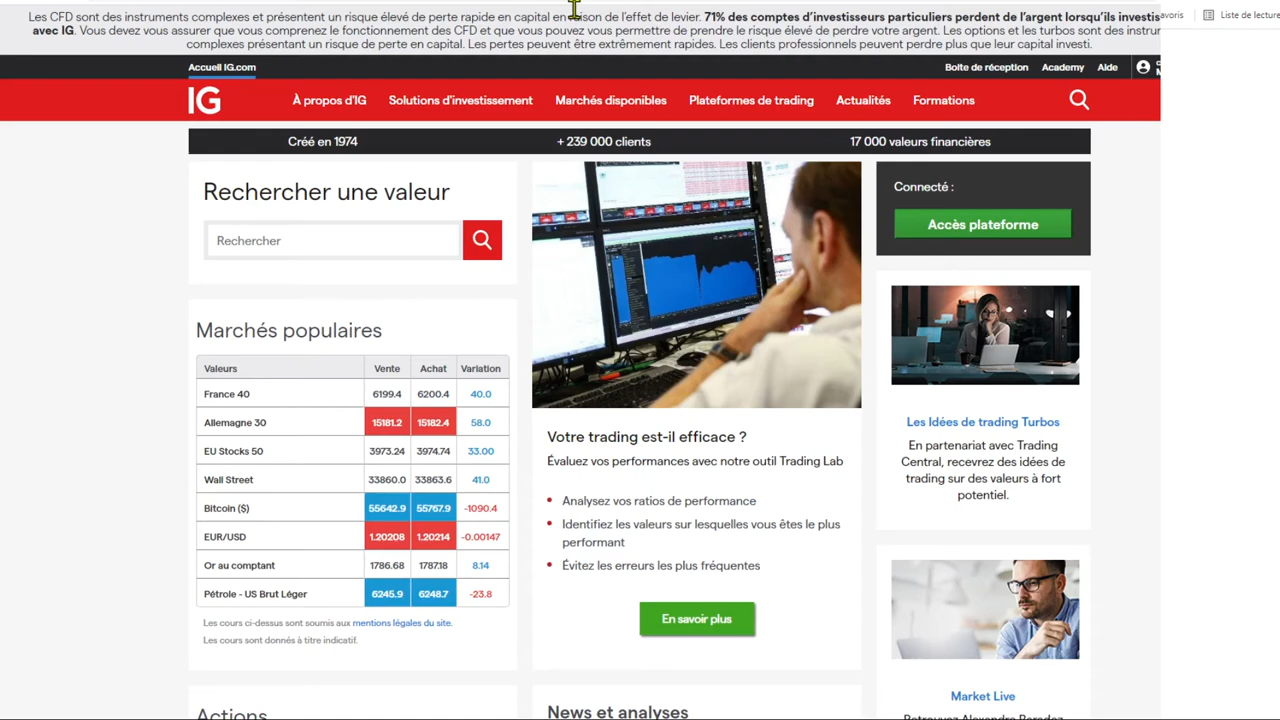 Les CFD sont des instruments complexes et présentent un risque élevé de perte rapide en capital en raison de l'effet de levier. 71% des comptes d'investisseurs particuliers perdent de l'argent lorsqu'ils investis
avec IG. Vous devez vous assurer que vous comprenez le fonctionnement des CFD et que vous pouvez vous permettre de prendre le risque élevé de perdre votre argent. Les options et les turbos sont des instrum
complexes présentant un risque de perte en capital. Les pertes peuvent être extrêmement rapides. Les clients professionnels peuvent perdre plus que leur capital investi.
avoris
Liste de lecture
Accueil IG.com
Boite de réception
Academy
Aide
IG
À propos d'IG
Solutions d'investissement
Marchés disponibles
Plateformes de trading
Actualités
Formations
Créé en 1974
+ 239 000 clients
17 000 valeurs financières
Rechercher une valeur
Rechercher
Marchés populaires
Valeurs Vente Achat Variation
France 40 6199.4 6200.4 40.0
Allemagne 30 15181.2 15182.4 58.0
EU Stocks 50 3973.24 3974.74 33.00
Wall Street 33860.0 33863.6 41.0
Bitcoin ($) 55642.9 55767.9 -1090.4
EUR/USD 1.20208 1.20214 -0.00147
Or au comptant 1786.68 1787.18 8.14
Pétrole - US Brut Léger 6245.9 6248.7 -23.8
Les cours ci-dessus sont soumis aux mentions légales du site.
Les cours sont donnés à titre indicatif.
Actions
Votre trading est-il efficace ?
Évaluez vos performances avec notre outil Trading Lab
Analysez vos ratios de performance
Identifiez les valeurs sur lesquelles vous êtes le plus
performant
Évitez les erreurs les plus fréquentes
En savoir plus
News et analyses
Connecté :
Accès plateforme
Les Idées de trading Turbos
En partenariat avec Trading
Central, recevrez des idées de
trading sur des valeurs à fort
potentiel.
Market Live
Retrouvez Alexandre Baradez